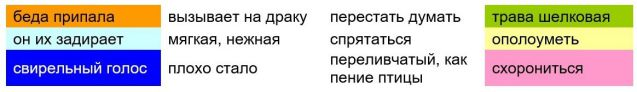 беда припала вызывает на драку перестать думать трава шелковая
он их задирает мягкая, нежная спрятаться ополоуметь
свирельный голос плохо стало переливчатый, как пение птицы схорониться